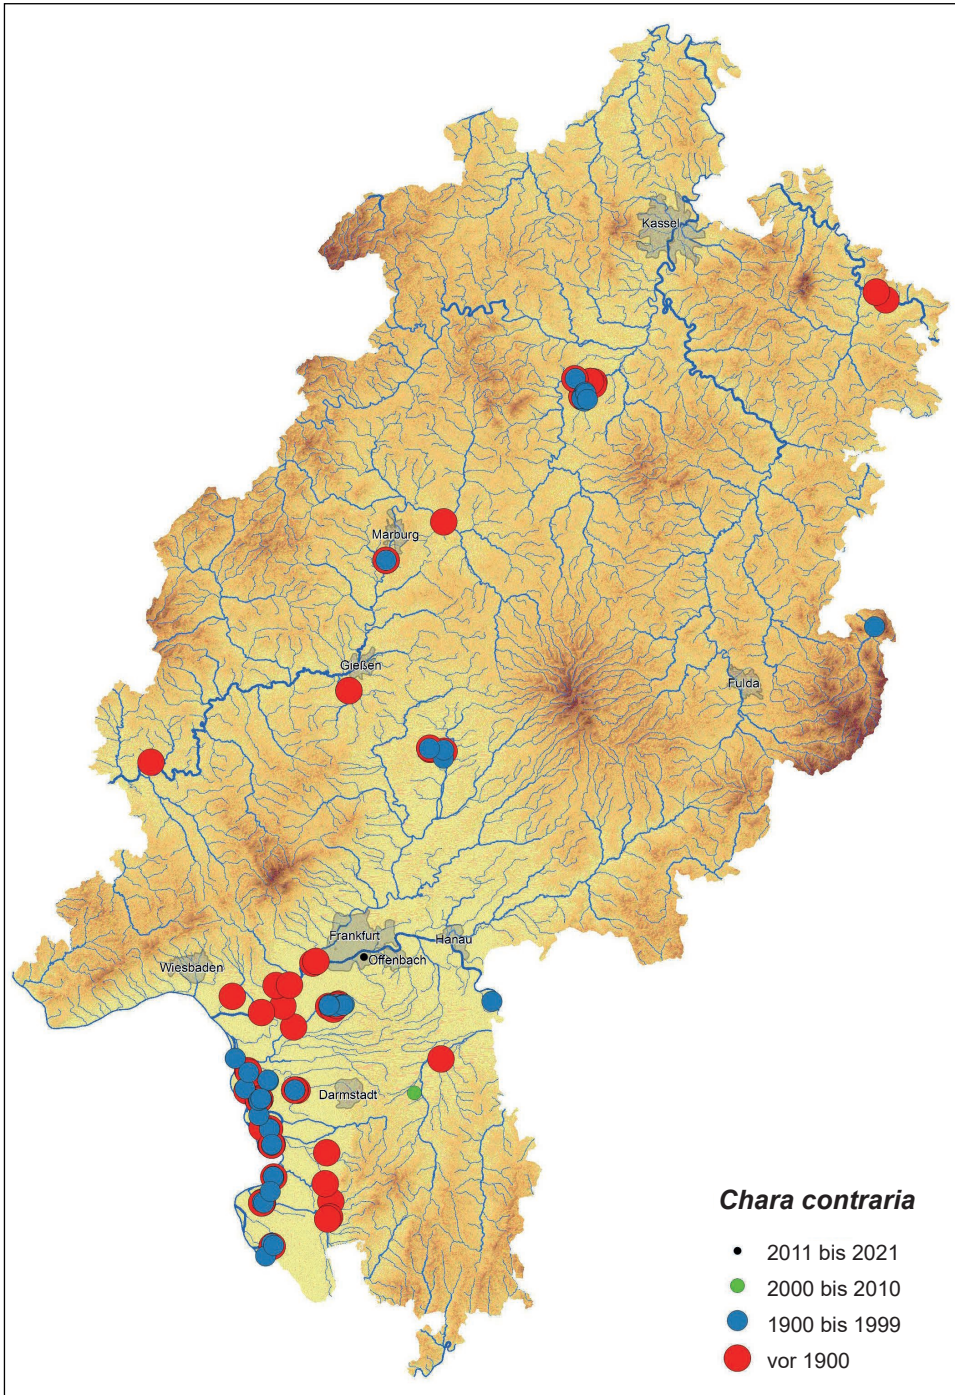 Kassel
Marburg
Gießen
Fulda
Frankfurt
Hanau
Offenbach
Wiesbaden
Darmstadt
Chara contraria
2011 bis 2021
2000 bis 2010
1900 bis 1999
vor 1900